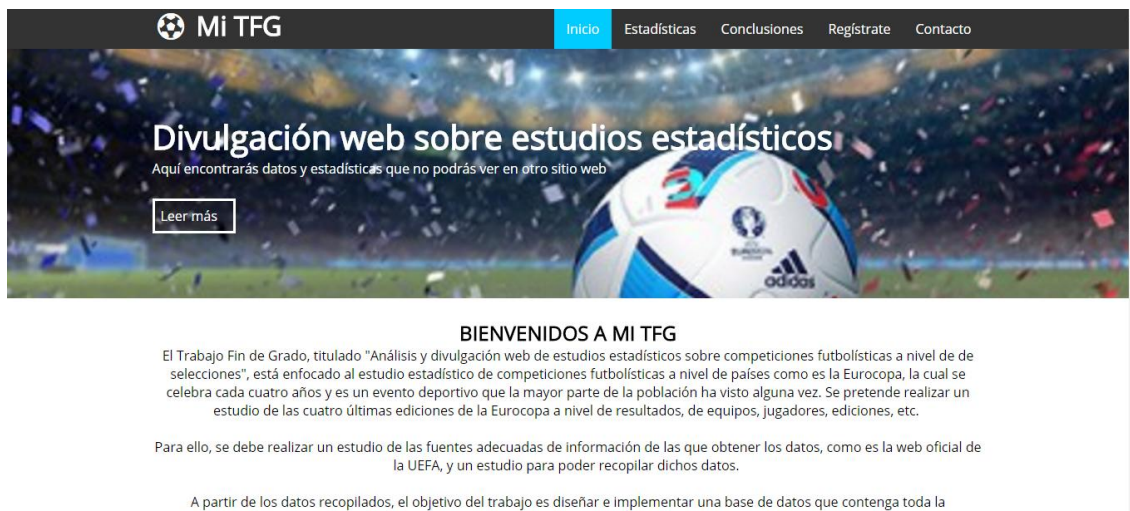 Mi TFG
Inicio Estadísticas Conclusiones Regístrate Contacto
Divulgación web sobre estudios estadísticos
Aquí encontrarás datos y estadísticas que no podrás ver en otro sitio web
Leer más
adidas
BIENVENIDOS A MI TFG
El Trabajo Fin de Grado, titulado "Análisis y divulgación web de estudios estadísticos sobre competiciones futbolísticas a nivel de de
selecciones", está enfocado al estudio estadístico de competiciones futbolísticas a nivel de países como es la Eurocopa, la cual se
celebra cada cuatro años y es un evento deportivo que la mayor parte de la población ha visto alguna vez. Se pretende realizar un
estudio de las cuatro últimas ediciones de la Eurocopa a nivel de resultados, de equipos, jugadores, ediciones, etc.
Para ello, se debe realizar un estudio de las fuentes adecuadas de información de las que obtener los datos, como es la web oficial de
la UEFA, y un estudio para poder recopilar dichos datos.
A partir de los datos recopilados, el objetivo del trabajo es diseñar e implementar una base de datos que contenga toda la